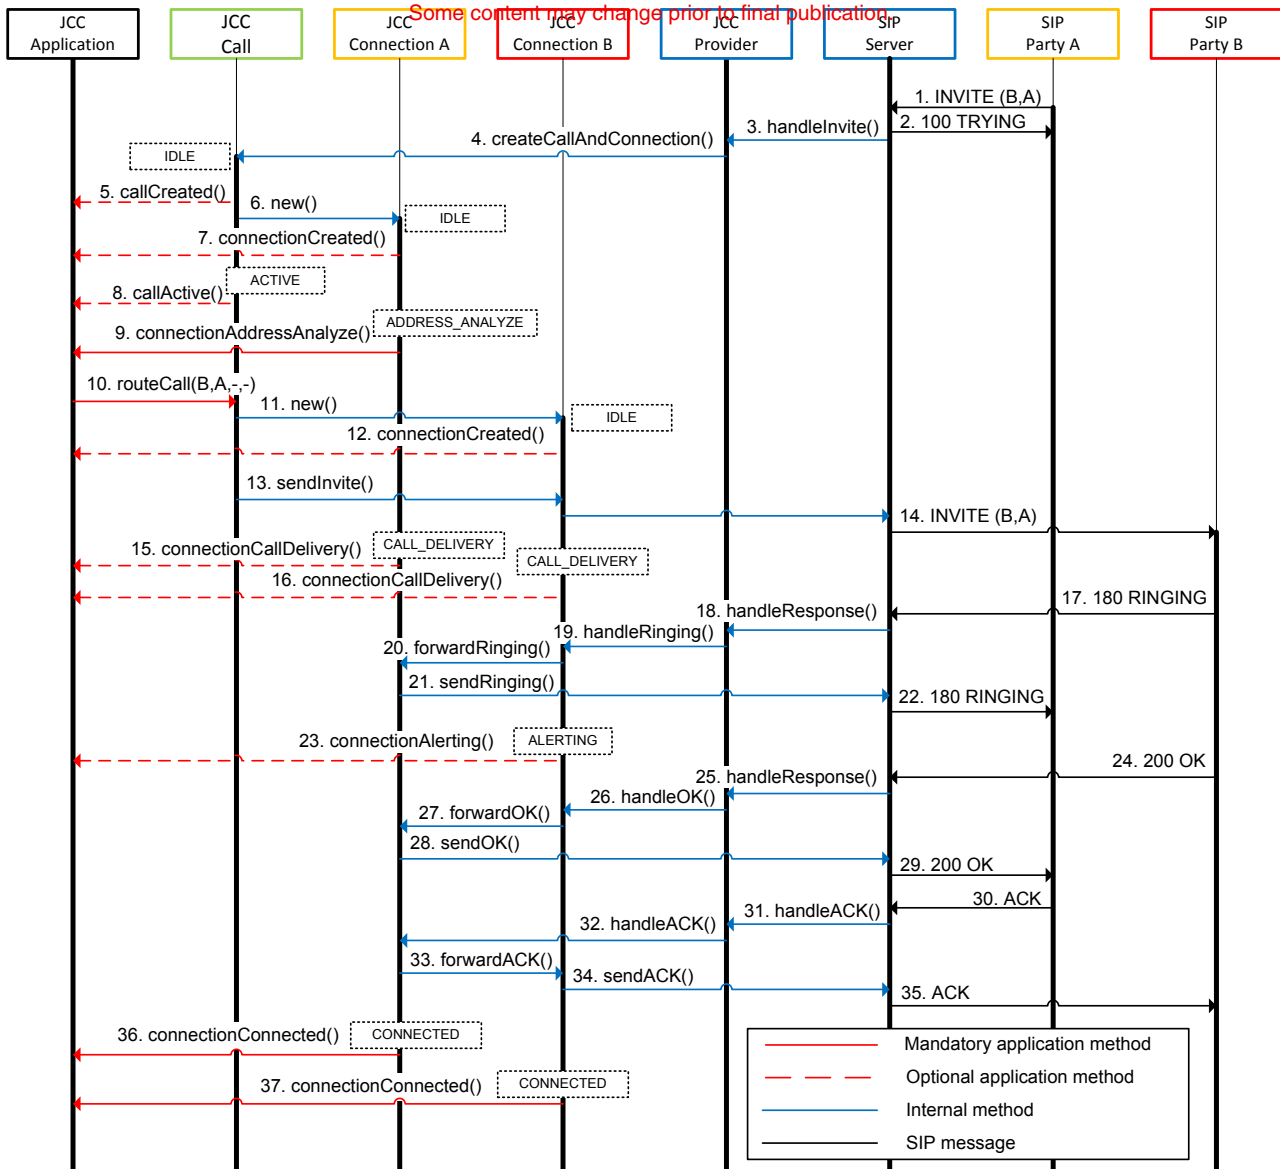 Some content may change prior to final publication.
JCC
Application
JCC
Call
JCC
Connection A
JCC
Connection B
JCC
Provider
SIP
Server
SIP
Party A
SIP
Party B
1. INVITE (B,A)
2. 100 TRYING
3. handleInvite()
4. createCallAndConnection()
IDLE
5. callCreated()
6. new()
IDLE
7. connectionCreated()
ACTIVE
8. callActive()
ADDRESS_ANALYZE
9. connectionAddressAnalyze()
10. routeCall(B,A,-,-)
11. new()
IDLE
12. connectionCreated()
13. sendInvite()
14. INVITE (B,A)
CALL_DELIVERY
15. connectionCallDelivery()
CALL_DELIVERY
16. connectionCallDelivery()
17. 180 RINGING
18. handleResponse()
19. handleRinging()
20. forwardRinging()
21. sendRinging()
22. 180 RINGING
23. connectionAlerting()
ALERTING
24. 200 OK
25. handleResponse()
26. handleOK()
27. forwardOK()
28. sendOK()
29. 200 OK
30. ACK
31. handleACK()
32. handleACK()
33. forwardACK()
34. sendACK()
35. ACK
36. connectionConnected()
CONNECTED
37. connectionConnected()
CONNECTED
Mandatory application method
Optional application method
Internal method
SIP message